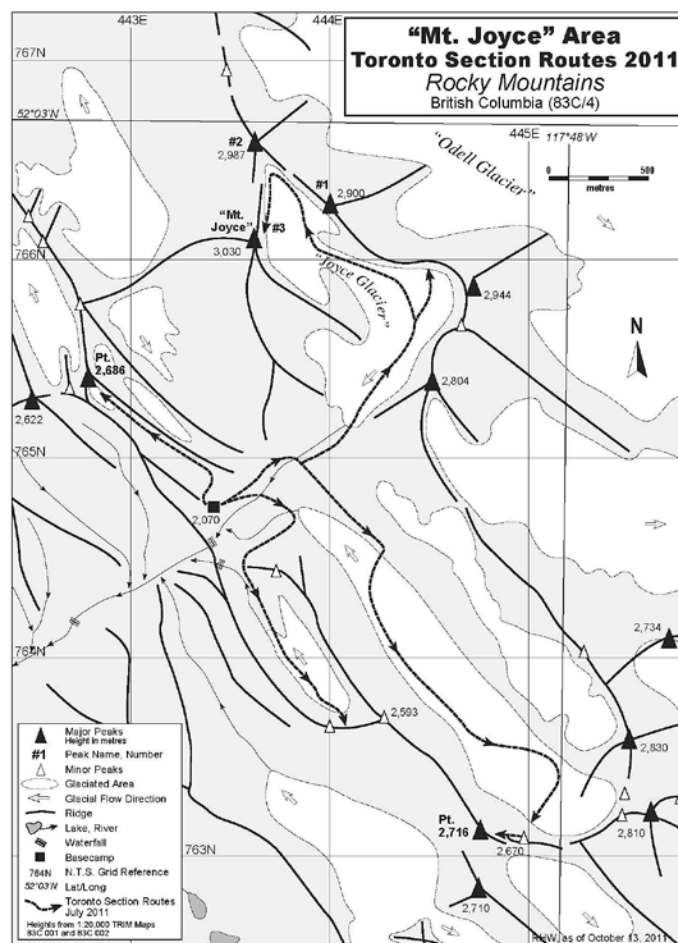 443E
444E
"Mt. Joyce" Area
Toronto Section Routes 2011
Rocky Mountains
British Columbia (83C/4)
767N
52°03'N
445E
117°48'W
#2
2,987
"Odell Glacier"
0
500
metres
#1
2,900
"Mt.
Joyce"
#3
3,030
766N
"Joyce Glacier"
2,944
N
Pt.
2,686
2,804
2,622
765N
2,070
2,734
764N
2,593
2,830
Major Peaks
Height in metres
#1 Peak Name, Number
Minor Peaks
Glaciated Area
Glacial Flow Direction
Ridge
Lake, River
Waterfall
Basecamp
764N N.T.S. Grid Reference
52°03'N Lat/Long
Toronto Section Routes
July 2011
Heights from 1:20,000 TRIM Maps
83C 001 and 83C 002
Pt.
2,716
2,670
2,810
763N
2,710
RHW, as of October 13, 2011